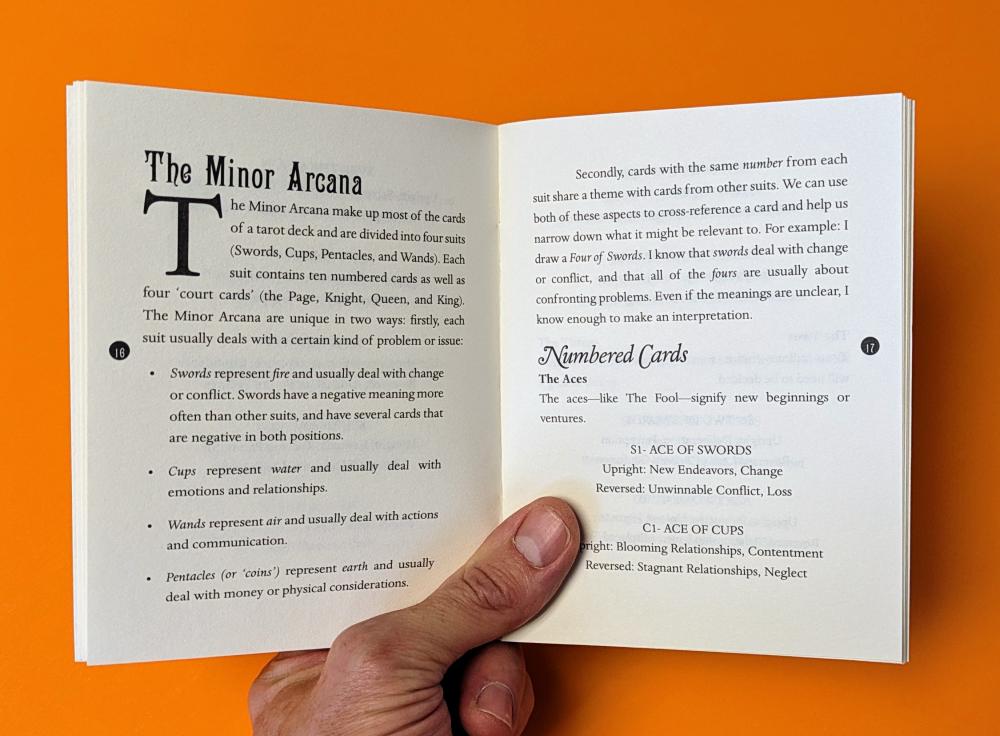 The Minor Arcana
The Minor Arcana make up most of the cards
of a tarot deck and are divided into four suits
(Swords, Cups, Pentacles, and Wands). Each
suit contains ten numbered cards as well as
four 'court cards' (the Page, Knight, Queen, and King).
The Minor Arcana are unique in two ways: firstly, each
suit usually deals with a certain kind of problem or issue:
16
• Swords represent fire and usually deal with change
or conflict. Swords have a negative meaning more
often than other suits, and have several cards that
are negative in both positions.
• Cups represent water and usually deal with
emotions and relationships.
• Wands represent air and usually deal with actions
and communication.
• Pentacles (or 'coins') represent earth and usually
deal with money or physical considerations.
Secondly, cards with the same number from each
suit share a theme with cards from other suits. We can use
both of these aspects to cross-reference a card and help us
narrow down what it might be relevant to. For example: I
draw a Four of Swords. I know that swords deal with change
or conflict, and that all of the fours are usually about
confronting problems. Even if the meanings are unclear, I
know enough to make an interpretation.
Numbered Cards
17
The Aces
The aces—like The Fool—signify new beginnings or
ventures.
S1- ACE OF SWORDS
Upright: New Endeavors, Change
Reversed: Unwinnable Conflict, Loss
C1- ACE OF CUPS
pright: Blooming Relationships, Contentment
Reversed: Stagnant Relationships, Neglect